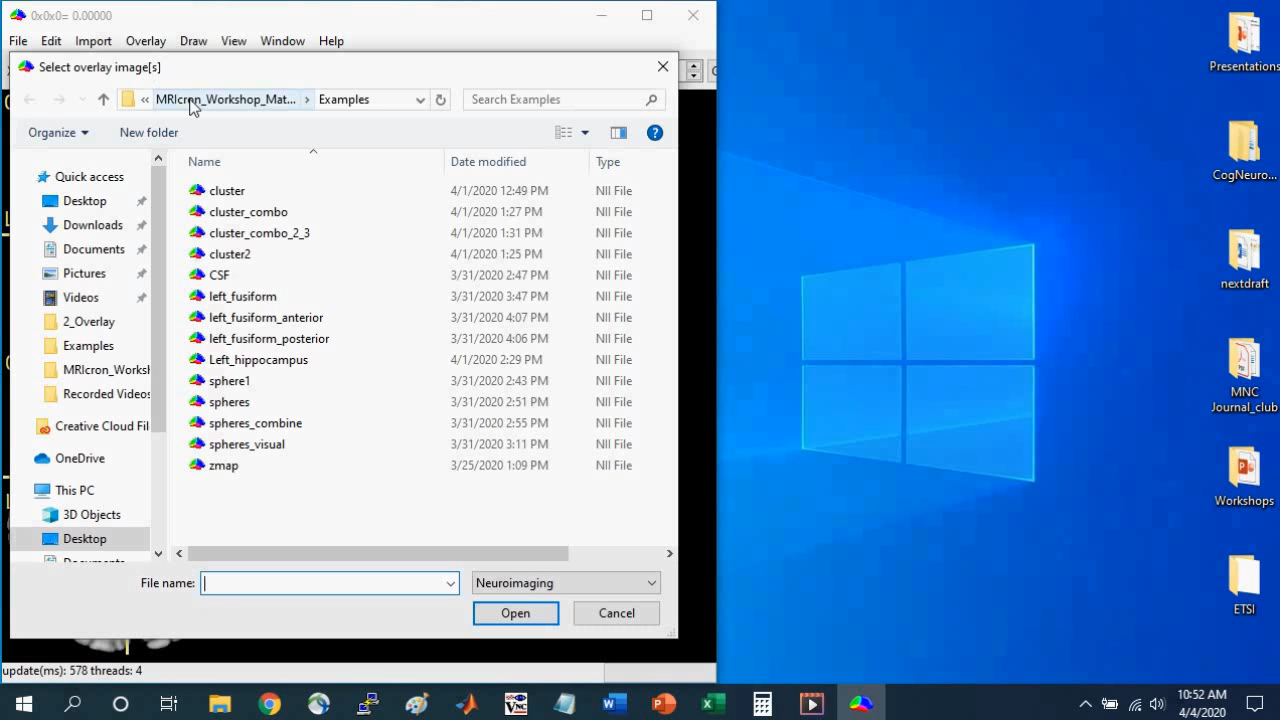 0x0x0= 0.00000
File Edit Import Overlay Draw View Window Help
Select overlay image[s]
« MRIcron_Workshop_Mat... › Examples
Search Examples
Organize New folder
Name Date modified Type
Quick access
Desktop
Downloads
Documents
Pictures
Videos
2_Overlay
Examples
MRIcron_Worksh
Recorded Videos
Creative Cloud Fil
OneDrive
This PC
3D Objects
Desktop
Documents
cluster 4/1/2020 12:49 PM NII File
cluster_combo 4/1/2020 1:27 PM NII File
cluster_combo_2_3 4/1/2020 1:31 PM NII File
cluster2 4/1/2020 1:25 PM NII File
CSF 3/31/2020 2:47 PM NII File
left_fusiform 3/31/2020 3:47 PM NII File
left_fusiform_anterior 3/31/2020 4:07 PM NII File
left_fusiform_posterior 3/31/2020 4:06 PM NII File
Left_hippocampus 4/1/2020 2:29 PM NII File
sphere1 3/31/2020 2:43 PM NII File
spheres 3/31/2020 2:51 PM NII File
spheres_combine 3/31/2020 2:55 PM NII File
spheres_visual 3/31/2020 3:11 PM NII File
zmap 3/25/2020 1:09 PM NII File
File name: Neuroimaging
Open Cancel
update(ms): 578 threads: 4
Presentations
CogNeuro...
nextdraft
MNC
Journal_club
Workshops
ETSI
10:52 AM
4/4/2020